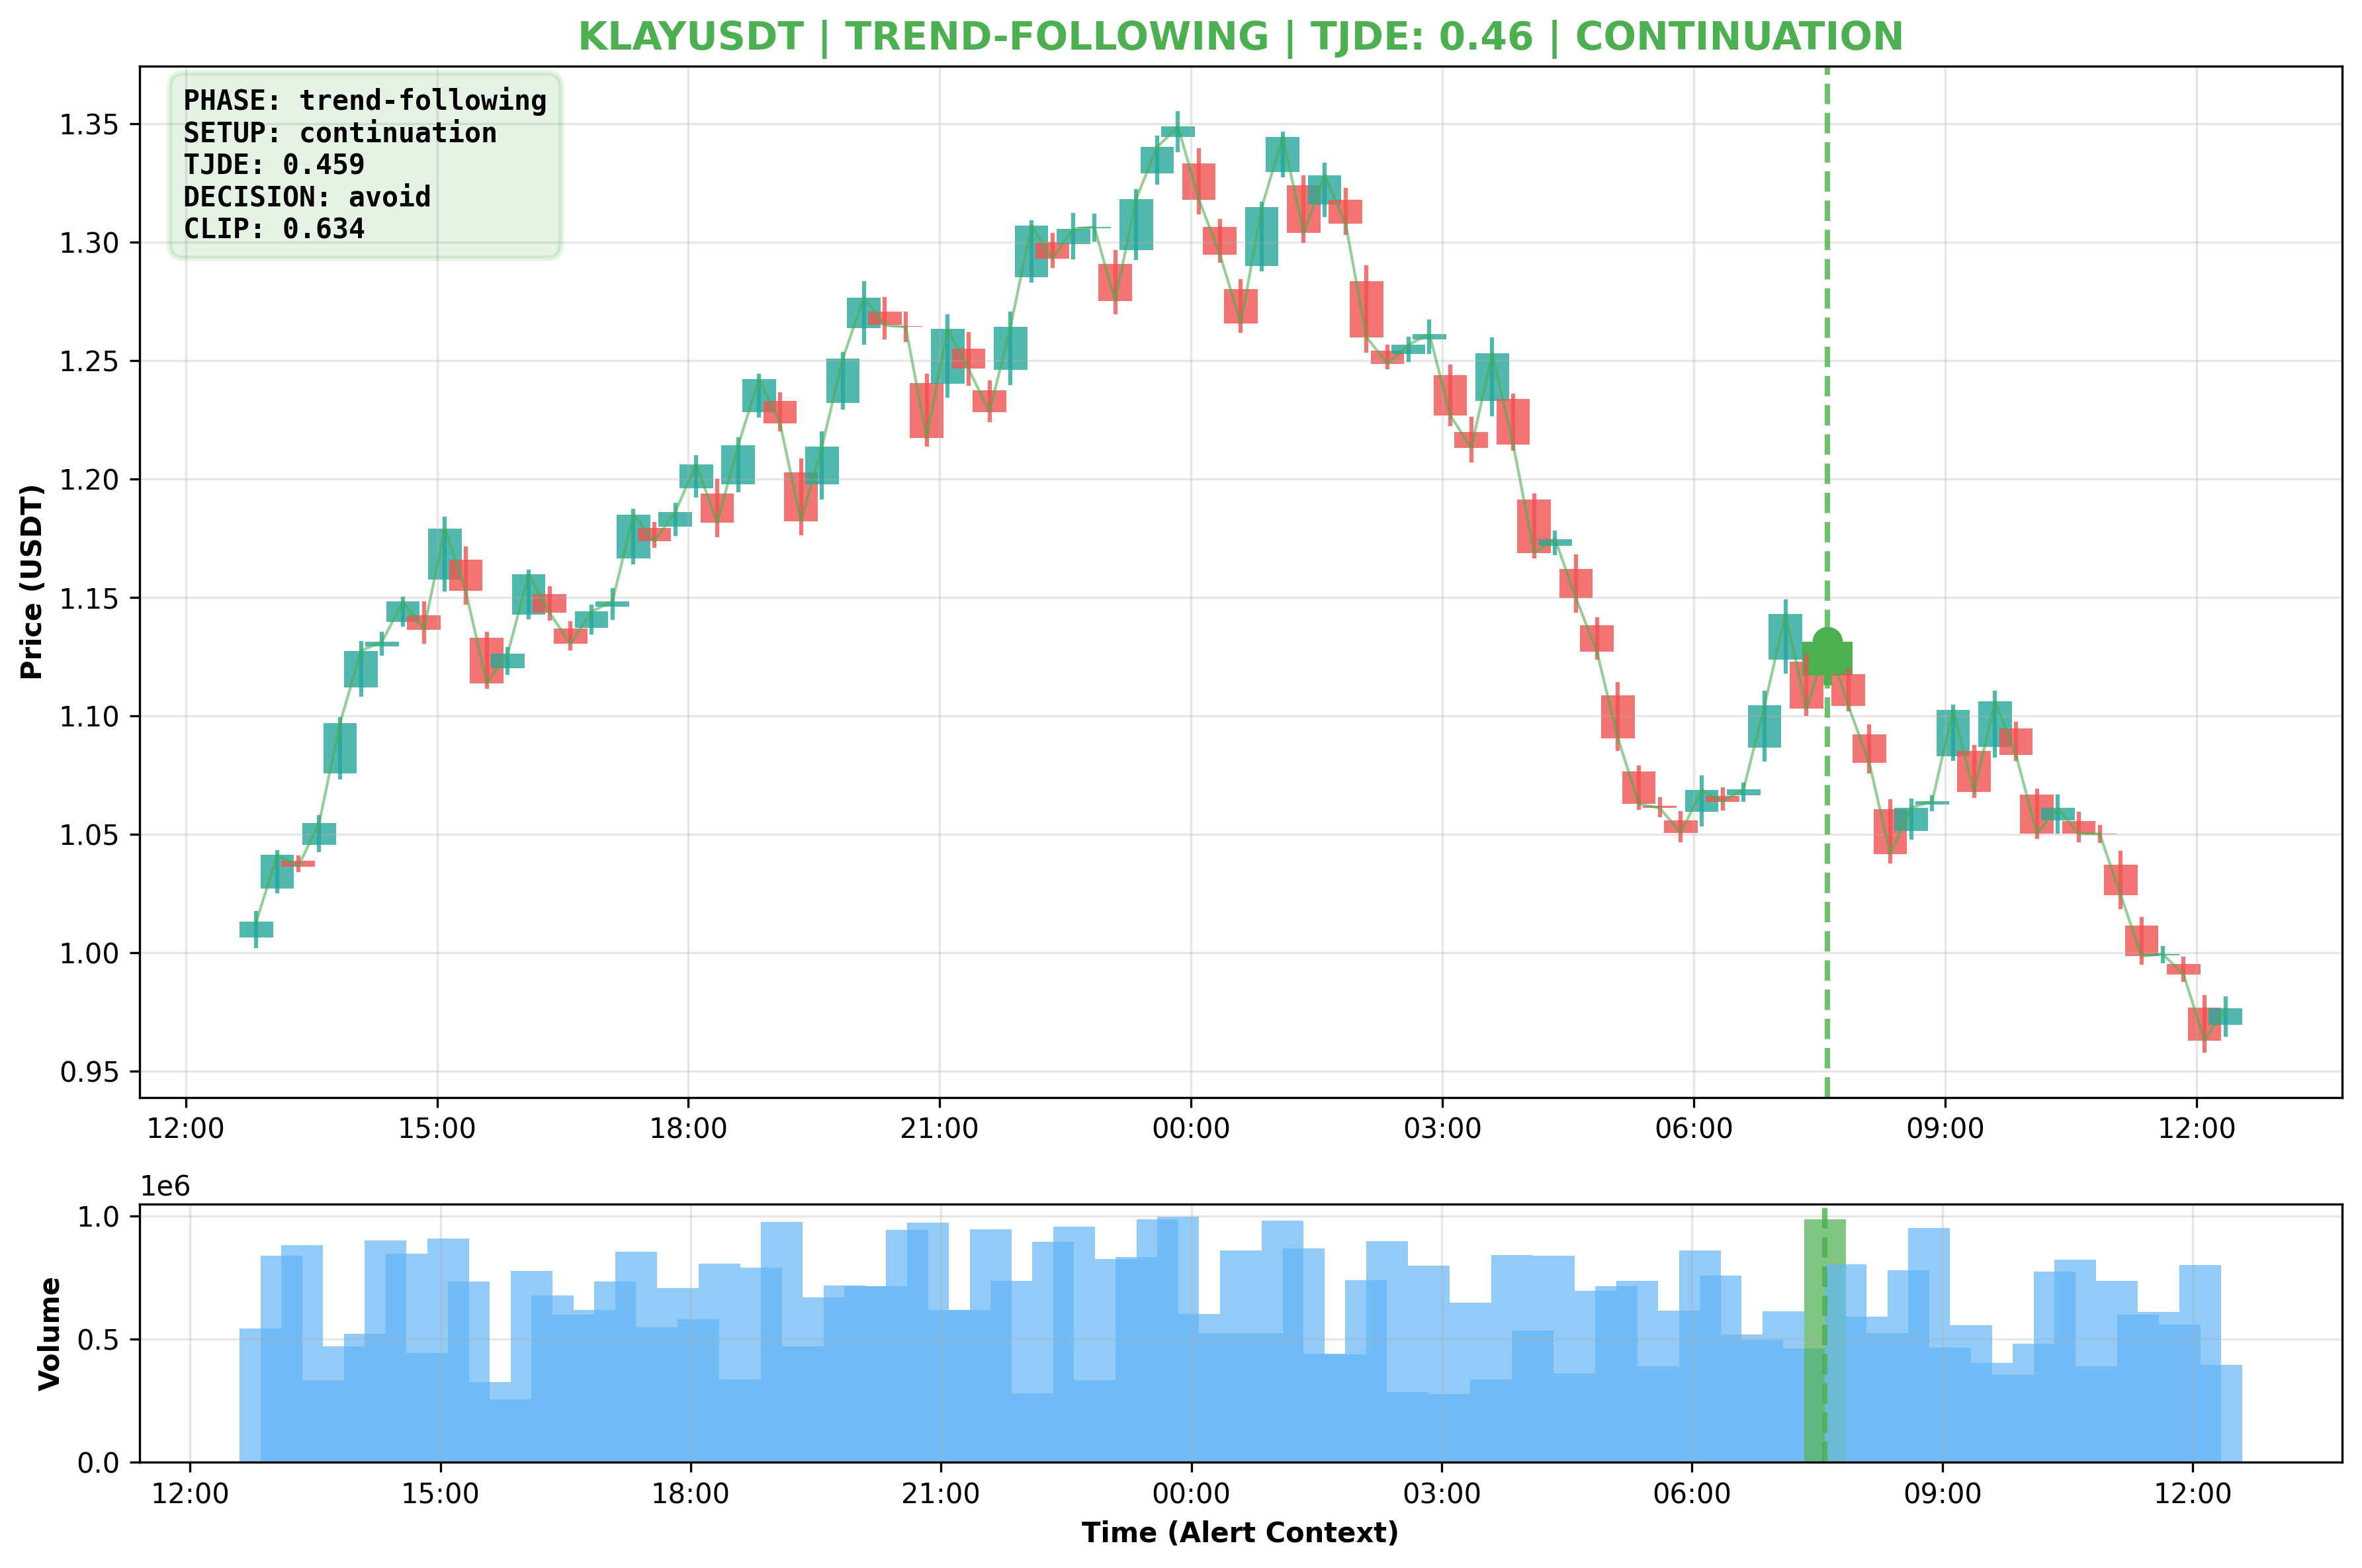 KLAYUSDT | TREND-FOLLOWING | TJDE: 0.46 | CONTINUATION
PHASE: trend-following
SETUP: continuation
TJDE: 0.459
DECISION: avoid
CLIP: 0.634
Price (USDT)
1.35
1.30
1.25
1.20
1.15
1.10
1.05
1.00
0.95
12:00 15:00 18:00 21:00 00:00 03:00 06:00 09:00 12:00
1e6
Volume
1.0
0.5
0.0
12:00 15:00 18:00 21:00 00:00 03:00 06:00 09:00 12:00
Time (Alert Context)